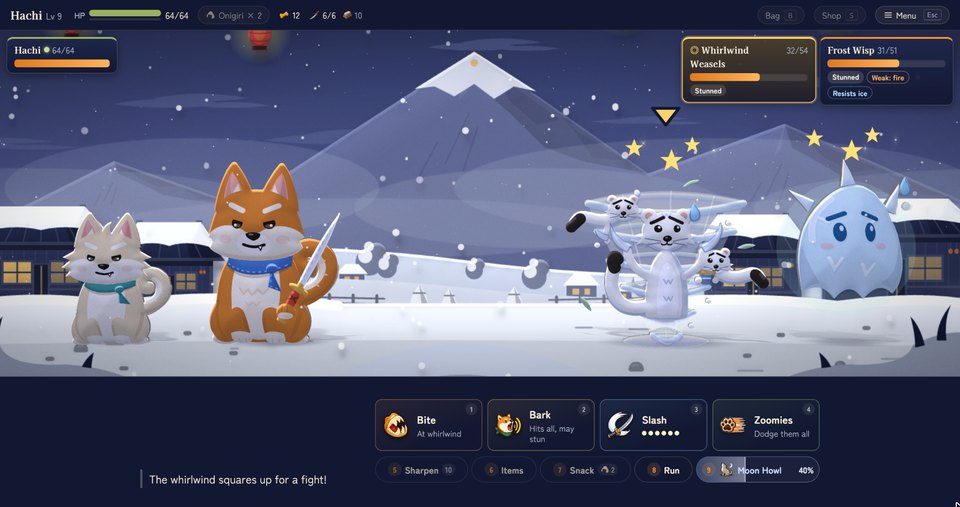 Hachi Lv 9 HP 64/64 Onigiri × 2 12 6/6 10 Bag B Shop S Menu Esc
Hachi 64/64
Whirlwind Weasels 32/54
Stunned
Frost Wisp 31/51
Stunned Weak: fire
Resists ice
Bite 1
At whirlwind
Bark 2
Hits all, may
stun
Slash 3
Zoomies 4
Dodge them all
5 Sharpen 10 6 Items 7 Snack 2 8 Run 9 Moon Howl 40%
The whirlwind squares up for a fight!